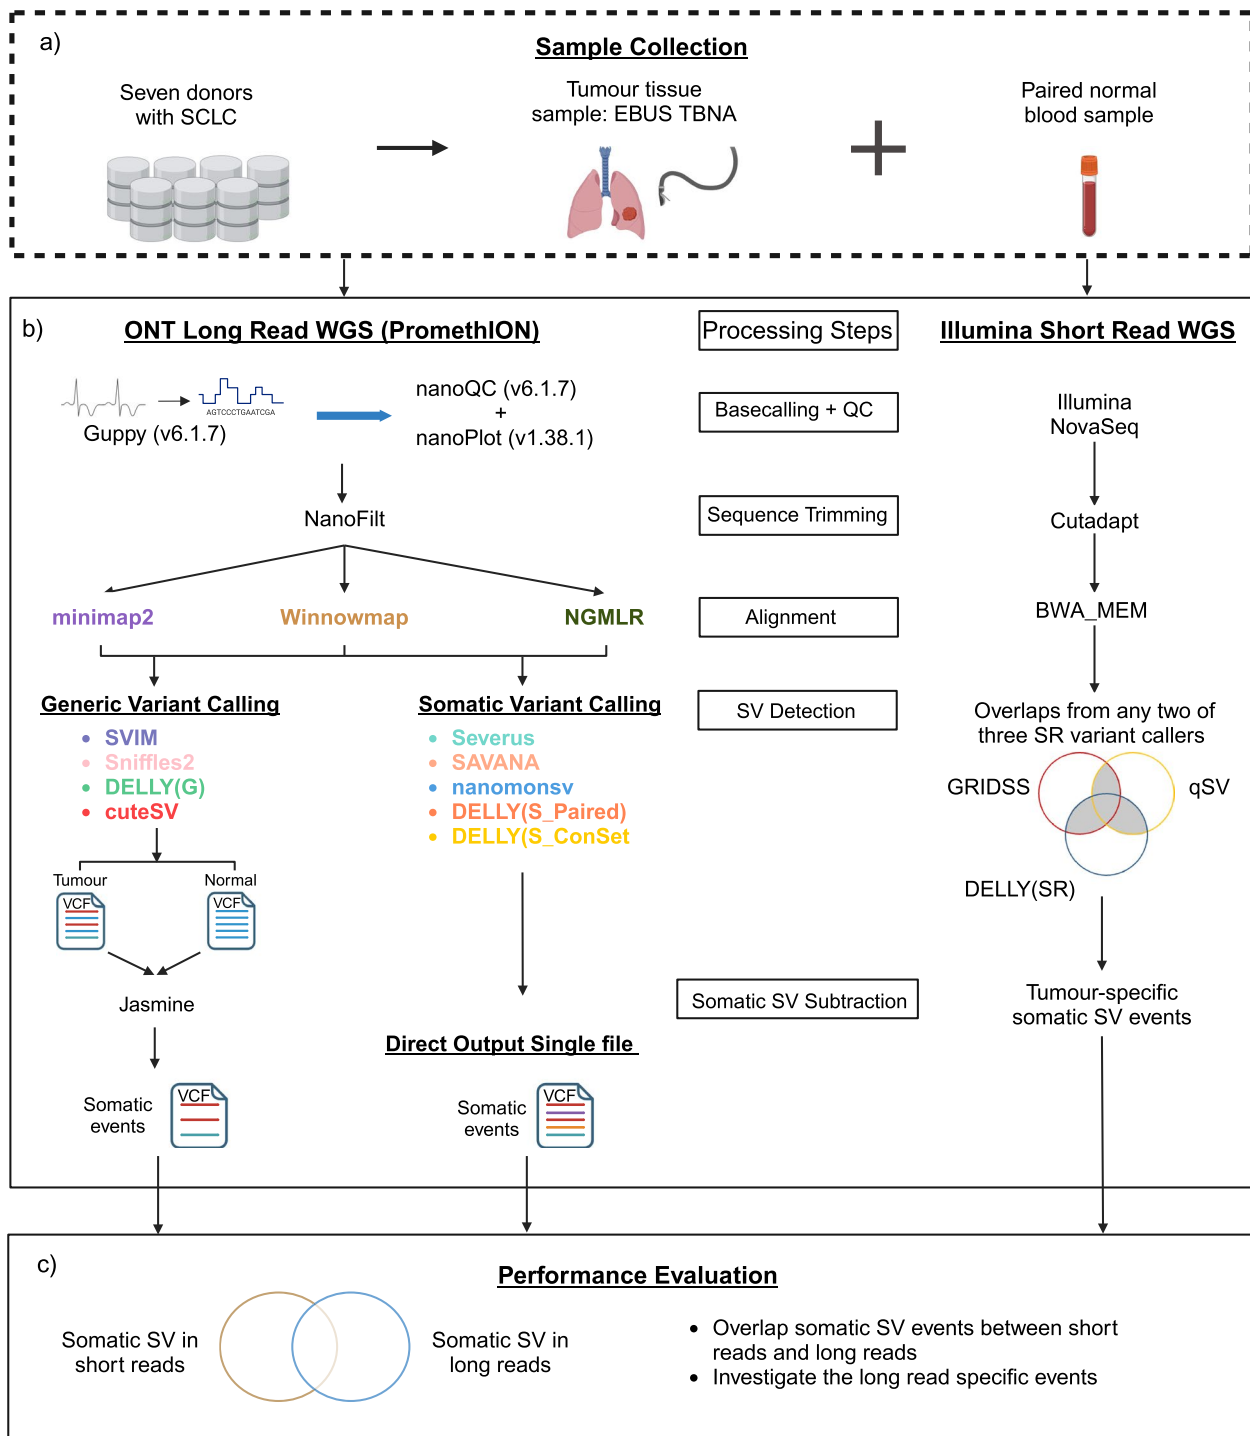 a)
Sample Collection
Seven donors
with SCLC
Tumour tissue
sample: EBUS TBNA
Paired normal
blood sample
b)
ONT Long Read WGS (PromethION)
Processing Steps
Illumina Short Read WGS
AGTCCCTGAATCGA
Guppy (v6.1.7)
nanoQC (v6.1.7)
+
nanoPlot (v1.38.1)
Basecalling + QC
Illumina
NovaSeq
NanoFilt
Sequence Trimming
Cutadapt
minimap2
Winnowmap
NGMLR
Alignment
BWA_MEM
Generic Variant Calling
• SVIM
• Sniffles2
• DELLY(G)
• cuteSV
Somatic Variant Calling
• Severus
• SAVANA
• nanomonsv
• DELLY(S_Paired)
• DELLY(S_ConSet
SV Detection
Overlaps from any two of
three SR variant callers
GRIDSS
qSV
DELLY(SR)
Tumour
Normal
VCF
VCF
Jasmine
Somatic SV Subtraction
Tumour-specific
somatic SV events
Direct Output Single file
Somatic
events
VCF
Somatic
events
VCF
c)
Performance Evaluation
Somatic SV in
short reads
Somatic SV in
long reads
• Overlap somatic SV events between short
reads and long reads
• Investigate the long read specific events